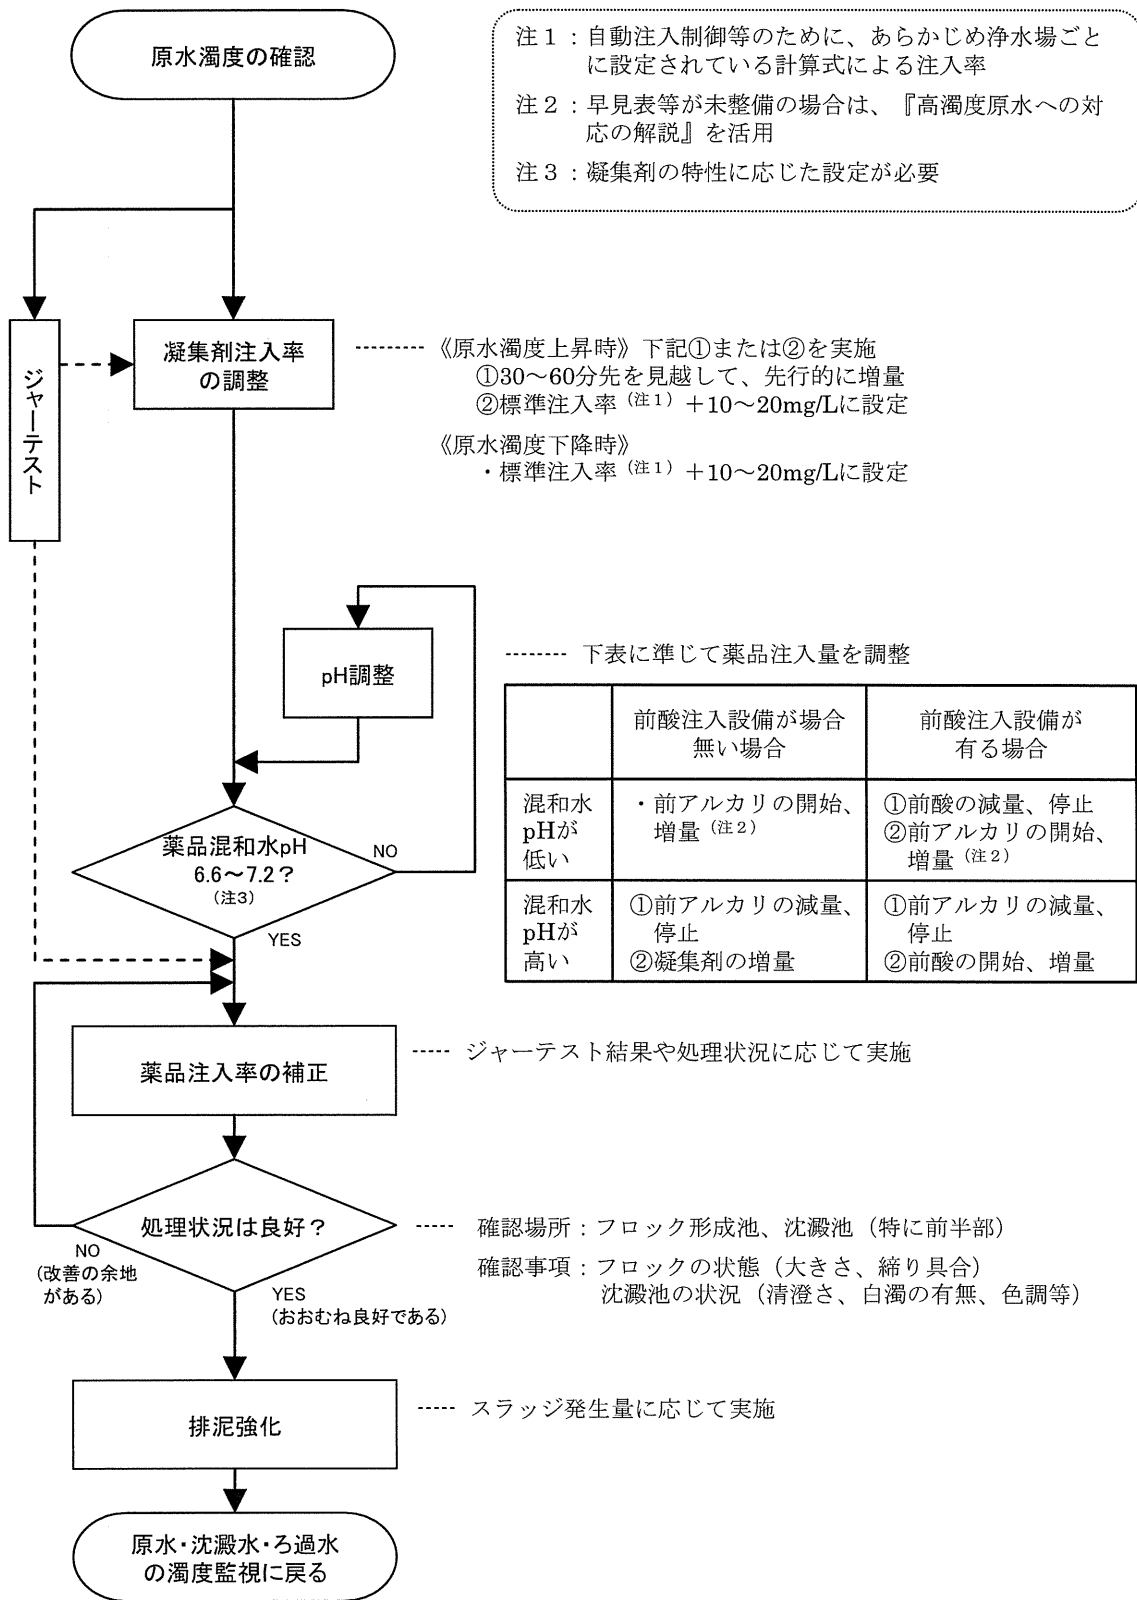 原水濁度の確認
注１：自動注入制御等のために、あらかじめ浄水場ごと
に設定されている計算式による注入率
注２：早見表等が未整備の場合は、『高濁度原水への対
応の解説』を活用
注３：凝集剤の特性に応じた設定が必要
ジャーテスト
凝集剤注入率
の調整
《原水濁度上昇時》下記①または②を実施
①30～60分先を見越して、先行的に増量
②標準注入率（注１）＋10～20mg/Lに設定
《原水濁度下降時》
・標準注入率（注１）＋10～20mg/Lに設定
pH調整
下表に準じて薬品注入量を調整
前酸注入設備が場合
無い場合
前酸注入設備が
有る場合
混和水
pHが
低い
・前アルカリの開始、
増量（注２）
①前酸の減量、停止
②前アルカリの開始、
増量（注２）
混和水
pHが
高い
①前アルカリの減量、
停止
②凝集剤の増量
①前アルカリの減量、
停止
②前酸の開始、増量
薬品混和水pH
6.6～7.2？
（注３）
NO
YES
薬品注入率の補正
ジャーテスト結果や処理状況に応じて実施
処理状況は良好？
確認場所：フロック形成池、沈澱池（特に前半部）
確認事項：フロックの状態（大きさ、締り具合）
沈澱池の状況（清澄さ、白濁の有無、色調等）
NO
（改善の余地
がある）
YES
（おおむね良好である）
排泥強化
スラッジ発生量に応じて実施
原水・沈澱水・ろ過水
の濁度監視に戻る